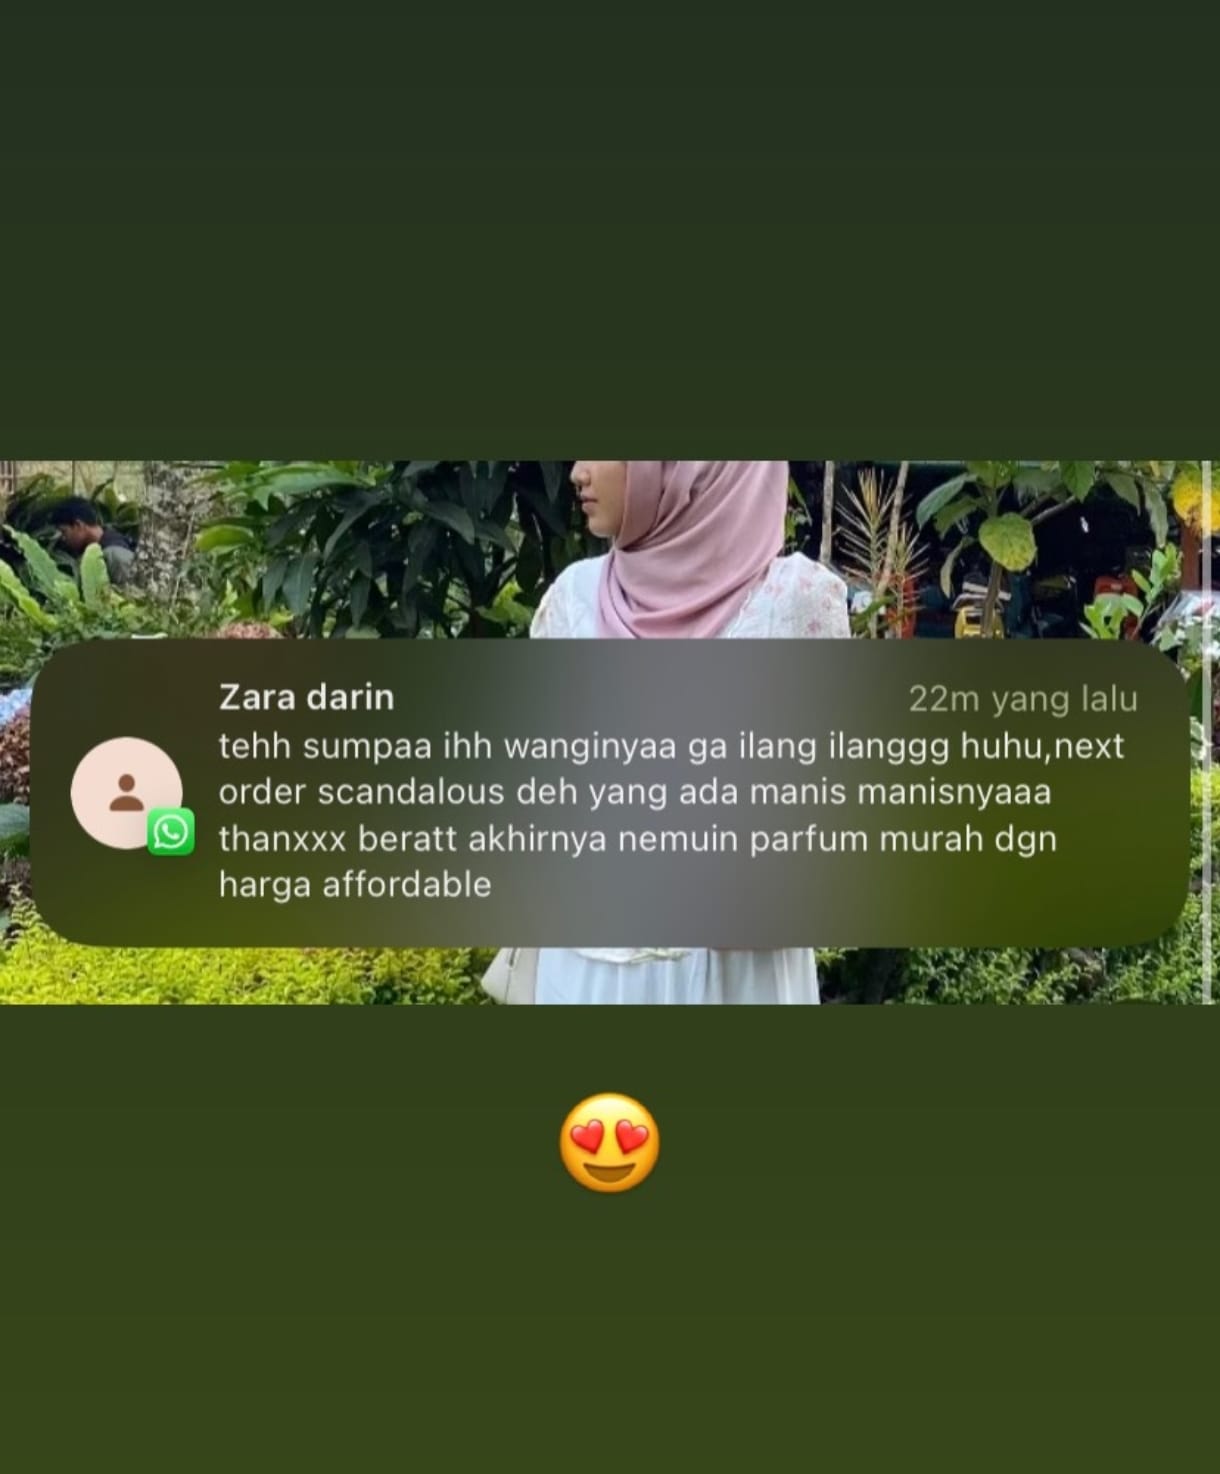 Zara darin
22m yang lalu
tehh sumpaa ihh wanginyaa ga ilang ilanggg huhu,next
order scandalous deh yang ada manis manisnyaaa
thanxxx beratt akhirnya nemuin parfum murah dgn
harga affordable